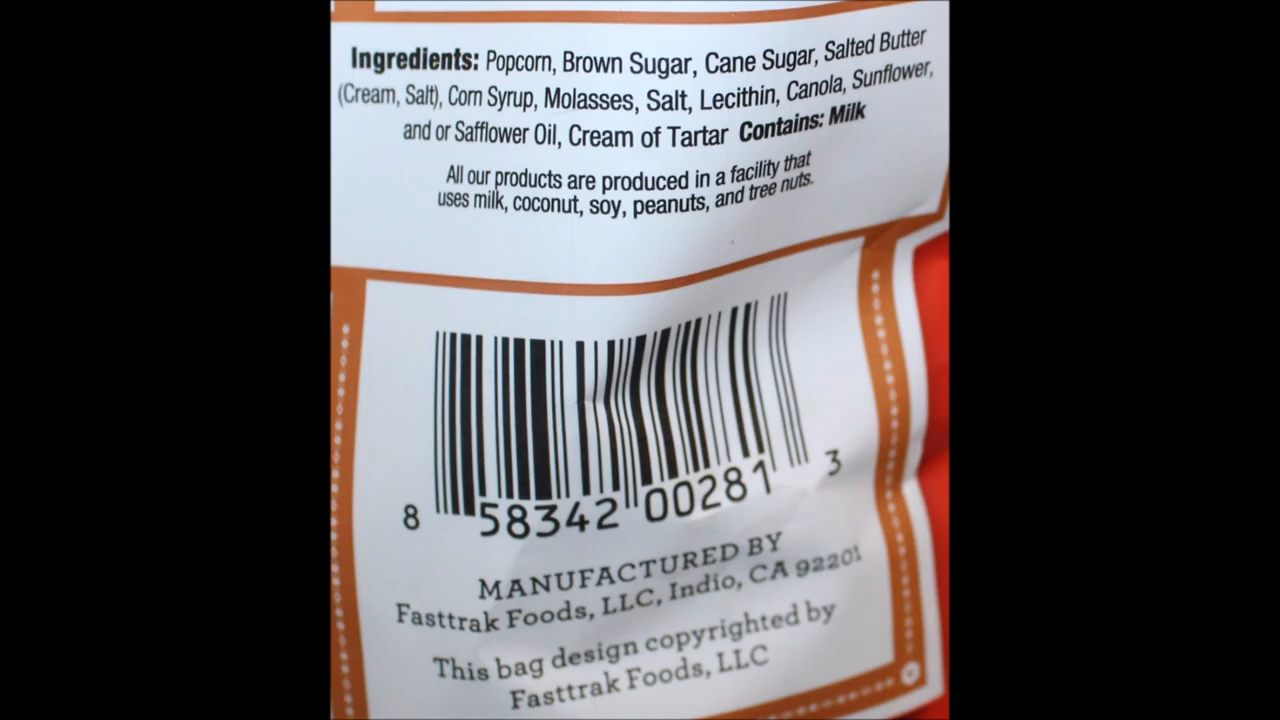 Ingredients: Popcorn, Brown Sugar, Cane Sugar, Salted Butter
(Cream, Salt), Corn Syrup, Molasses, Salt, Lecithin, Canola, Sunflower,
and or Safflower Oil, Cream of Tartar Contains: Milk
All our products are produced in a facility that
uses milk, coconut, soy, peanuts, and tree nuts.
8 58342 00281 3
MANUFACTURED BY
Fasttrak Foods, LLC, Indio, CA 92201
This bag design copyrighted by
Fasttrak Foods, LLC